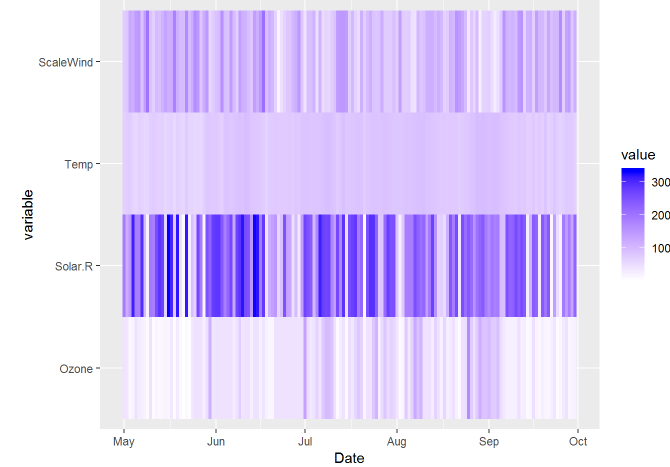 ScaleWind
Temp
Solar.R
Ozone
variable
May Jun Jul Aug Sep Oct
Date
value
300
200
100